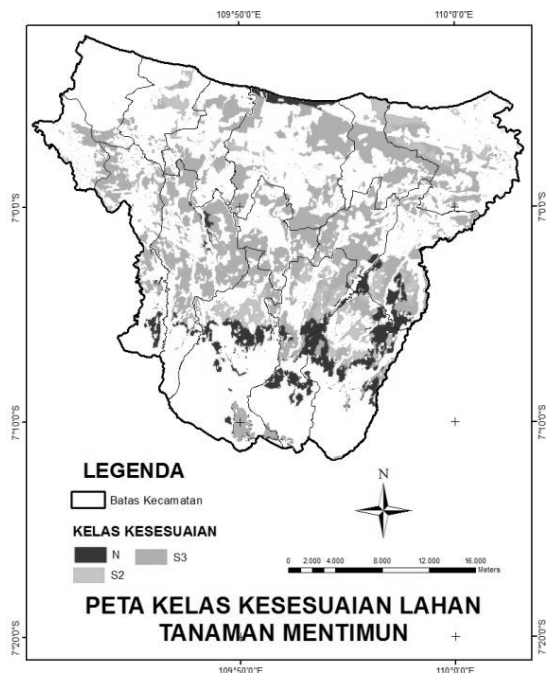 109°50'0"E 110°0'0"E
7°0'0"S 7°0'0"S
7°10'0"S 7°10'0"S
LEGENDA
Batas Kecamatan
N
KELAS KESESUAIAN
N S3
S2
0 2.000 4.000 8.000 12.000 16.000
Meters
PETA KELAS KESESUAIAN LAHAN
TANAMAN MENTIMUN
7°20'0"S 7°20'0"S
109°50'0"E 110°0'0"E